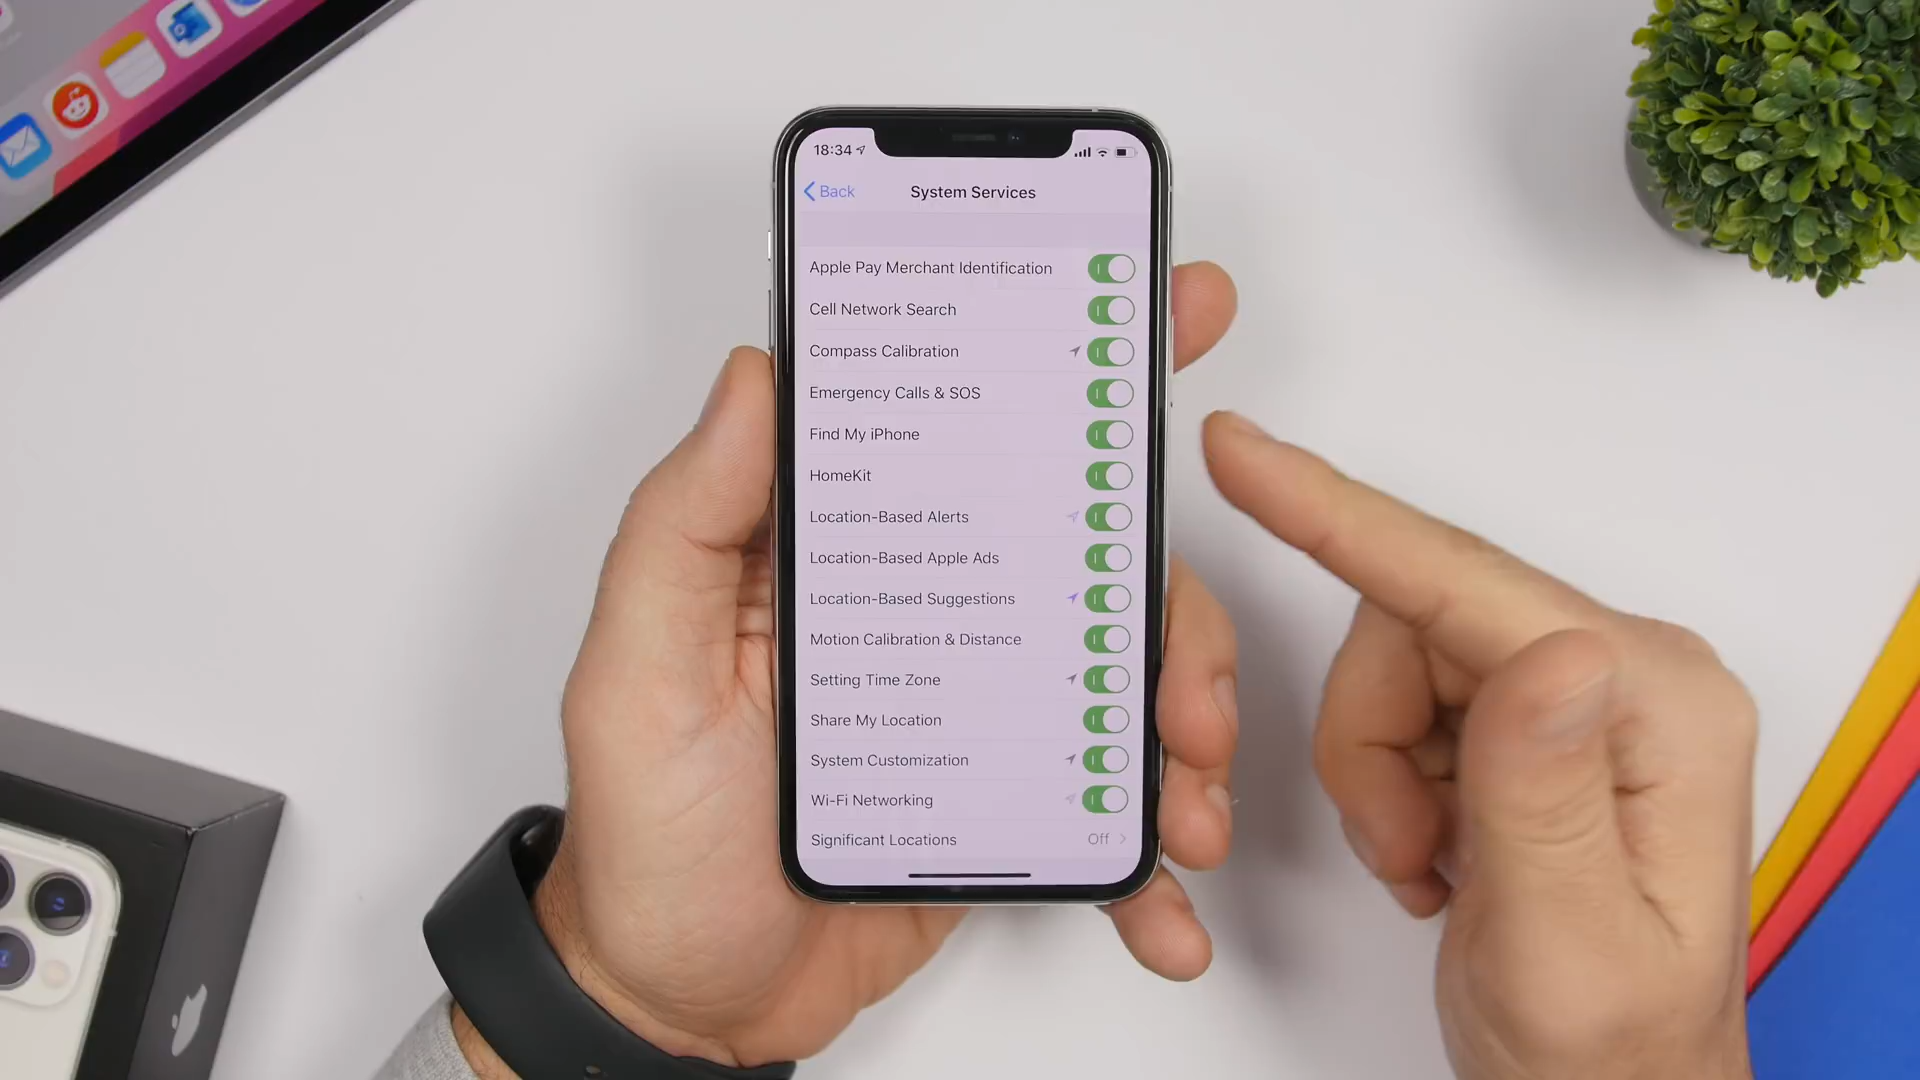 18:34
Back
System Services
Apple Pay Merchant Identification
Cell Network Search
Compass Calibration
Emergency Calls & SOS
Find My iPhone
HomeKit
Location-Based Alerts
Location-Based Apple Ads
Location-Based Suggestions
Motion Calibration & Distance
Setting Time Zone
Share My Location
System Customization
Wi-Fi Networking
Significant Locations Off